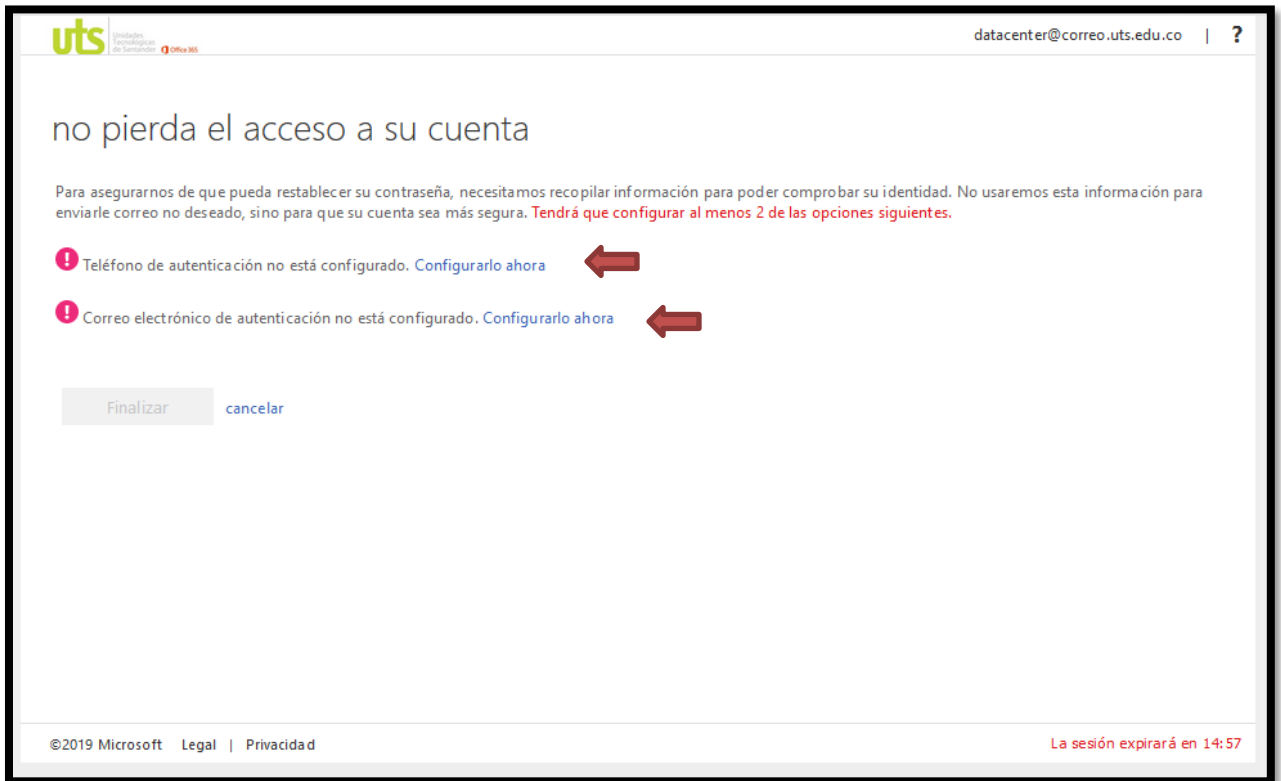 uts Unidades
Tecnológicas
de Santander Office 365
datacenter@correo.uts.edu.co | ?
no pierda el acceso a su cuenta
Para asegurarnos de que pueda restablecer su contraseña, necesitamos recopilar información para poder comprobar su identidad. No usaremos esta información para
enviarle correo no deseado, sino para que su cuenta sea más segura. Tendrá que configurar al menos 2 de las opciones siguientes.
! Teléfono de autenticación no está configurado. Configurarlo ahora
! Correo electrónico de autenticación no está configurado. Configurarlo ahora
Finalizar cancelar
©2019 Microsoft Legal | Privacidad
La sesión expirará en 14:57